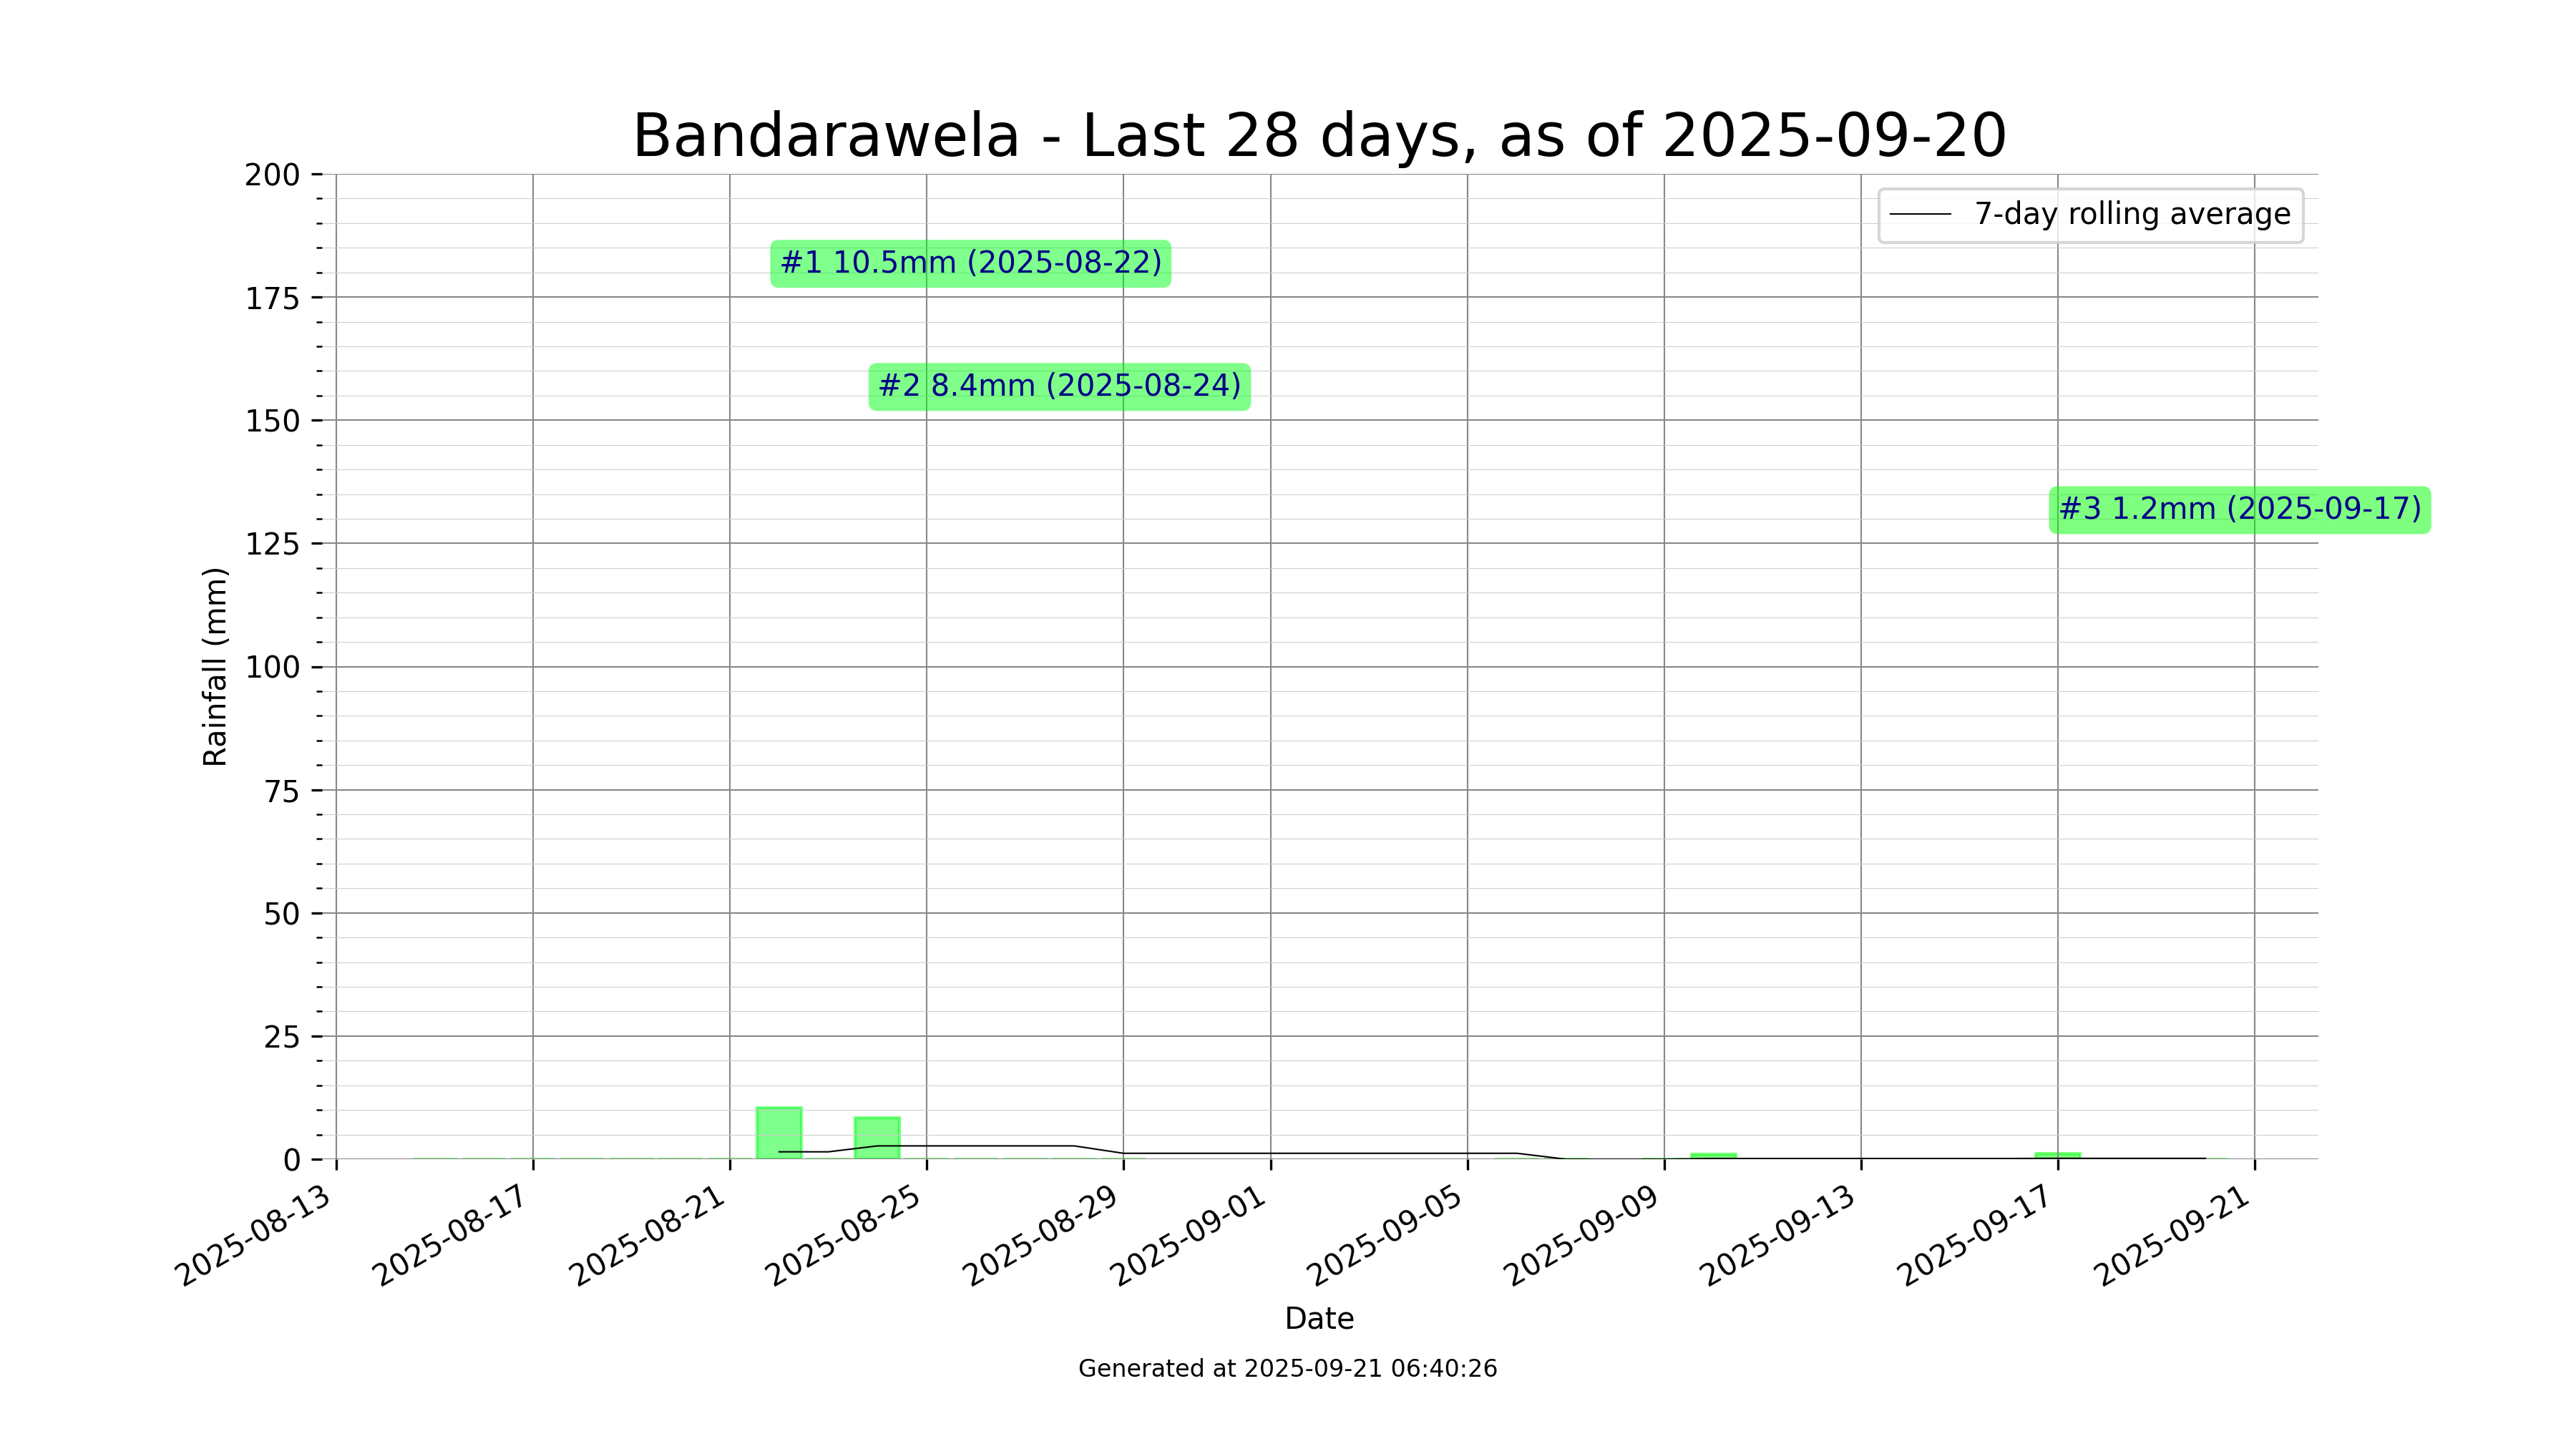 Bandarawela - Last 28 days, as of 2025-09-20
200
175
150
125
100
75
50
25
0
Rainfall (mm)
7-day rolling average
#1 10.5mm (2025-08-22)
#2 8.4mm (2025-08-24)
#3 1.2mm (2025-09-17)
2025-08-13
2025-08-17
2025-08-21
2025-08-25
2025-08-29
2025-09-01
2025-09-05
2025-09-09
2025-09-13
2025-09-17
2025-09-21
Date
Generated at 2025-09-21 06:40:26